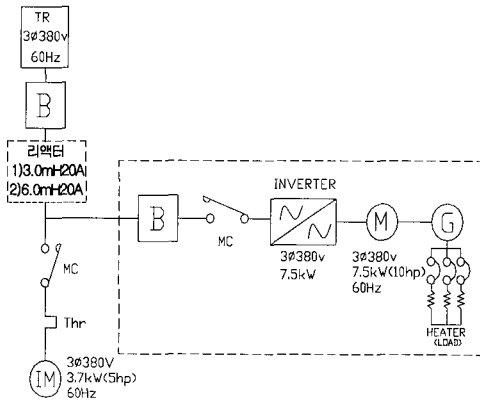 TR
3ø380v
60Hz
B
리액터
1)3.0mH20A
2)6.0mH20A
B
MC
INVERTER
3ø380v
7.5kW
M
3ø380v
7.5kW(10hp)
60Hz
G
HEATER
(LOAD)
MC
Thr
IM
3ø380V
3.7kW(5hp)
60Hz